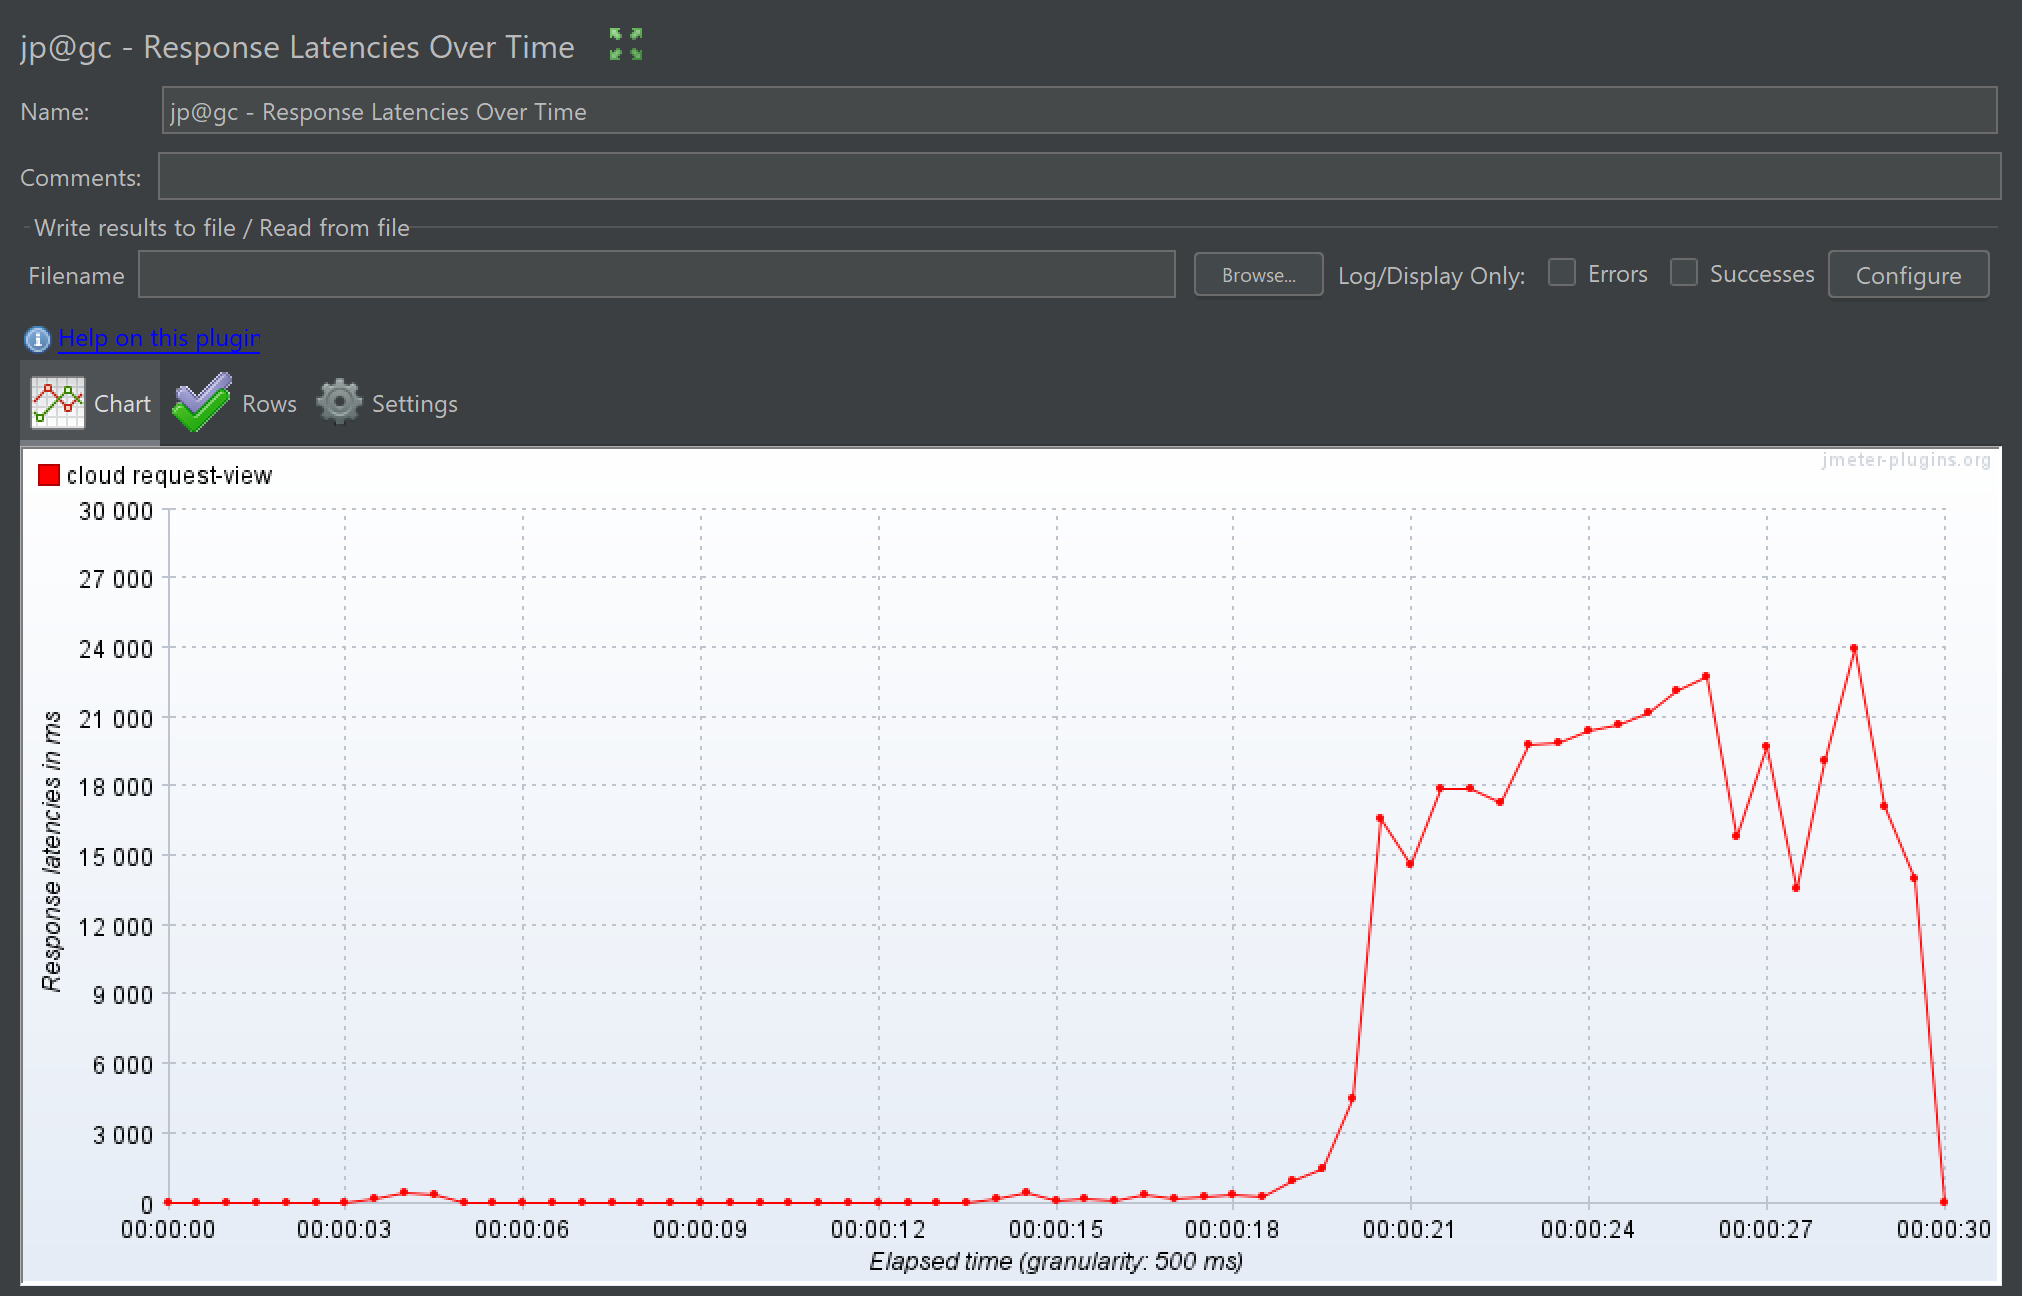 jp@gc - Response Latencies Over Time
Name: jp@gc - Response Latencies Over Time
Comments:
Write results to file / Read from file
Filename Browse... Log/Display Only: Errors Successes Configure
Help on this plugin
Chart Rows Settings
jmeter-plugins.org
cloud request-view
30 000
27 000
24 000
21 000
18 000
15 000
12 000
9 000
6 000
3 000
0
Response latencies in ms
00:00:00 00:00:03 00:00:06 00:00:09 00:00:12 00:00:15 00:00:18 00:00:21 00:00:24 00:00:27 00:00:30
Elapsed time (granularity: 500 ms)